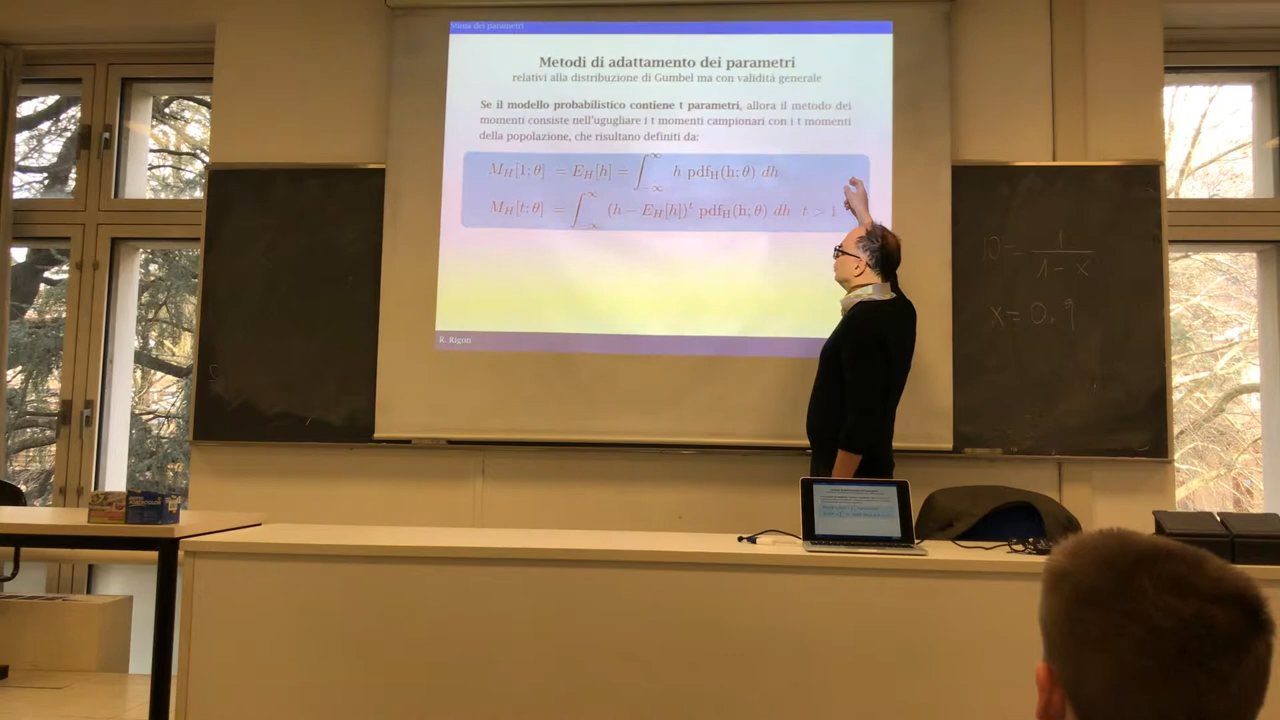 Stima dei parametri
Metodi di adattamento dei parametri
relativi alla distribuzione di Gumbel ma con validità generale
Se il modello probabilistico contiene t parametri, allora il metodo dei
momenti consiste nell'ugugliare i t momenti campionari con i t momenti
della popolazione, che risultano definiti da:
M_H[1; θ] = E_H[h] = ∫_{-∞}^{∞} h pdf_H(h; θ) dh
M_H[t; θ] = ∫_{-∞}^{∞} (h − E_H[h])^t pdf_H(h; θ) dh t > 1
R. Rigon
10 = 1 / (1 − x)
x = 0.9